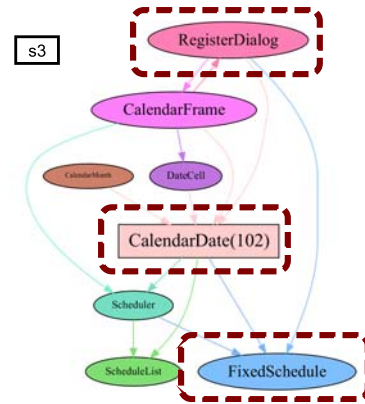 s3
RegisterDialog
CalendarFrame
CalendarMonth
DateCell
CalendarDate(102)
Scheduler
ScheduleList
FixedSchedule